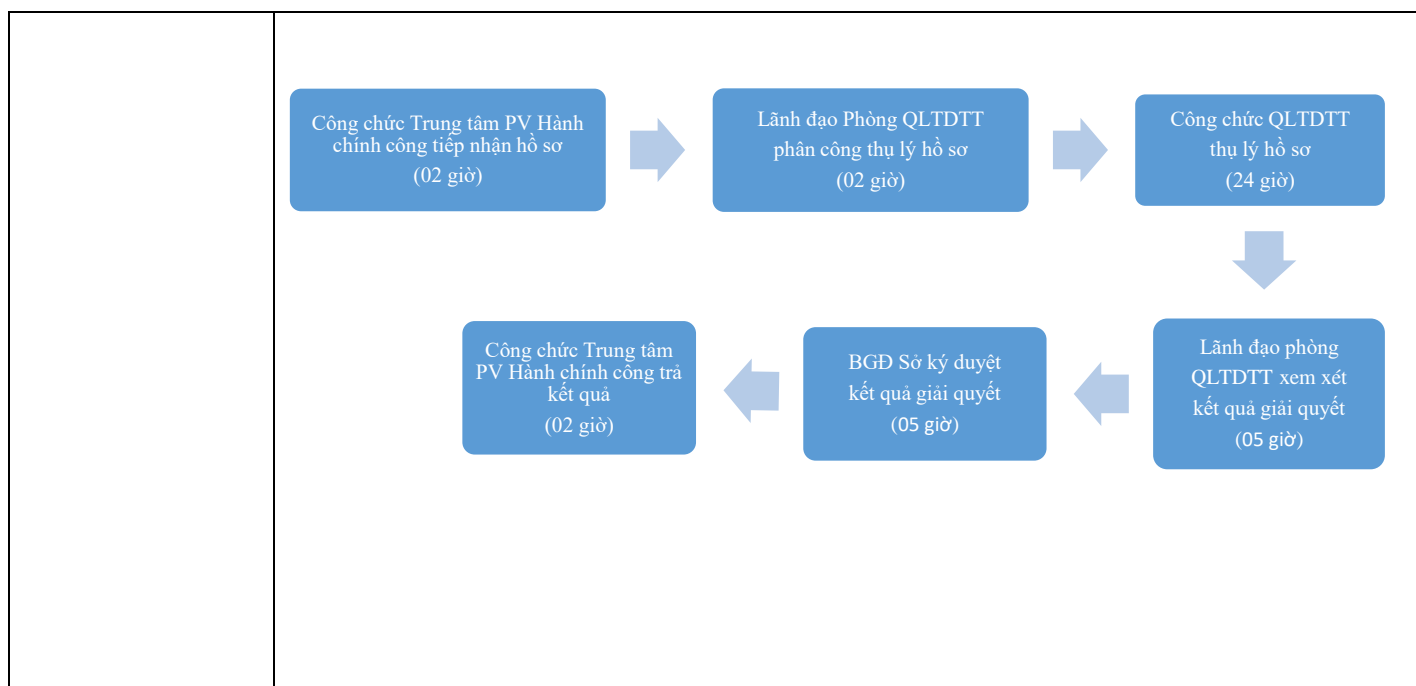 Công chức Trung tâm PV Hành
chính công tiếp nhận hồ sơ
(02 giờ)
Lãnh đạo Phòng QLTDTT
phân công thụ lý hồ sơ
(02 giờ)
Công chức QLTDTT
thụ lý hồ sơ
(24 giờ)
Lãnh đạo phòng
QLTDTT xem xét
kết quả giải quyết
(05 giờ)
BGĐ Sở ký duyệt
kết quả giải quyết
(05 giờ)
Công chức Trung tâm
PV Hành chính công trả
kết quả
(02 giờ)